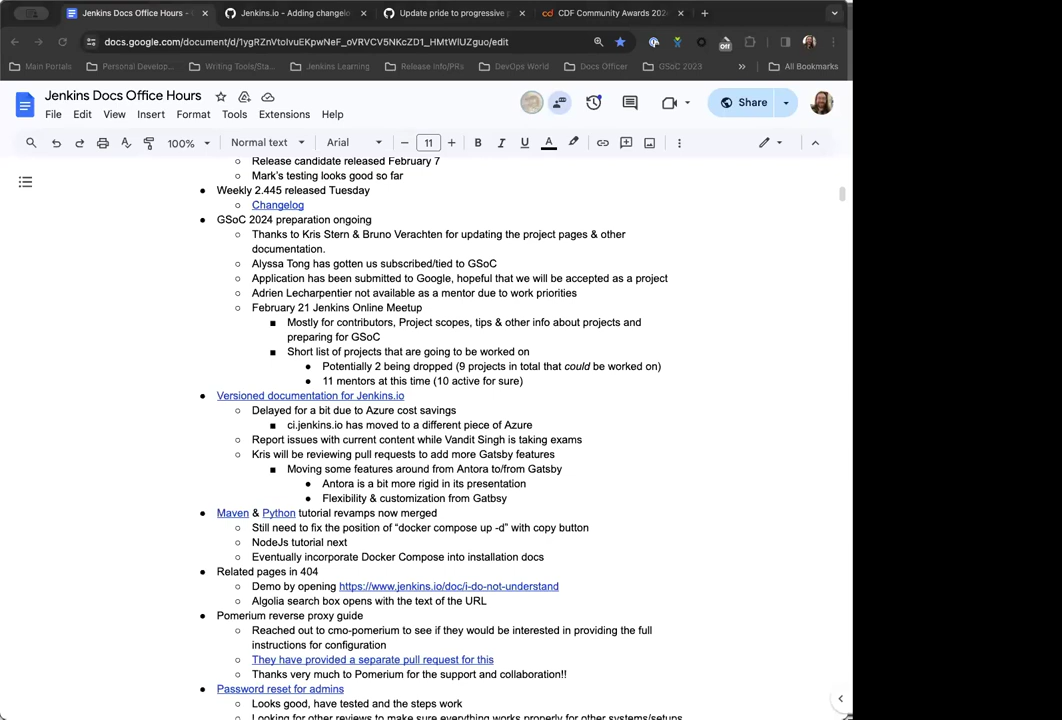 Jenkins Docs Office Hours -
Jenkins.io - Adding changelo
Update pride to progressive p
CDF Community Awards 202
docs.google.com/document/d/1ygRZnVtoIvuEKpwNeF_oVRVCV5NKcZD1_HMtWlUZguo/edit
Off
Main Portals
Personal Develop...
Writing Tools/Sta...
Jenkins Learning
Release Info/PRs
DevOps World
Docs Officer
GSoC 2023
»
All Bookmarks
Jenkins Docs Office Hours
File Edit View Insert Format Tools Extensions Help
Share
100% Normal text Arial 11 B I U A
Release candidate released February 7
Mark's testing looks good so far
Weekly 2.445 released Tuesday
Changelog
GSoC 2024 preparation ongoing
Thanks to Kris Stern & Bruno Verachten for updating the project pages & other
documentation.
Alyssa Tong has gotten us subscribed/tied to GSoC
Application has been submitted to Google, hopeful that we will be accepted as a project
Adrien Lecharpentier not available as a mentor due to work priorities
February 21 Jenkins Online Meetup
Mostly for contributors, Project scopes, tips & other info about projects and
preparing for GSoC
Short list of projects that are going to be worked on
Potentially 2 being dropped (9 projects in total that could be worked on)
11 mentors at this time (10 active for sure)
Versioned documentation for Jenkins.io
Delayed for a bit due to Azure cost savings
ci.jenkins.io has moved to a different piece of Azure
Report issues with current content while Vandit Singh is taking exams
Kris will be reviewing pull requests to add more Gatsby features
Moving some features around from Antora to/from Gatsby
Antora is a bit more rigid in its presentation
Flexibility & customization from Gatbsy
Maven & Python tutorial revamps now merged
Still need to fix the position of “docker compose up -d” with copy button
NodeJs tutorial next
Eventually incorporate Docker Compose into installation docs
Related pages in 404
Demo by opening https://www.jenkins.io/doc/i-do-not-understand
Algolia search box opens with the text of the URL
Pomerium reverse proxy guide
Reached out to cmo-pomerium to see if they would be interested in providing the full
instructions for configuration
They have provided a separate pull request for this
Thanks very much to Pomerium for the support and collaboration!!
Password reset for admins
Looks good, have tested and the steps work
Looking for other reviews to make sure everything works properly for other systems/setups